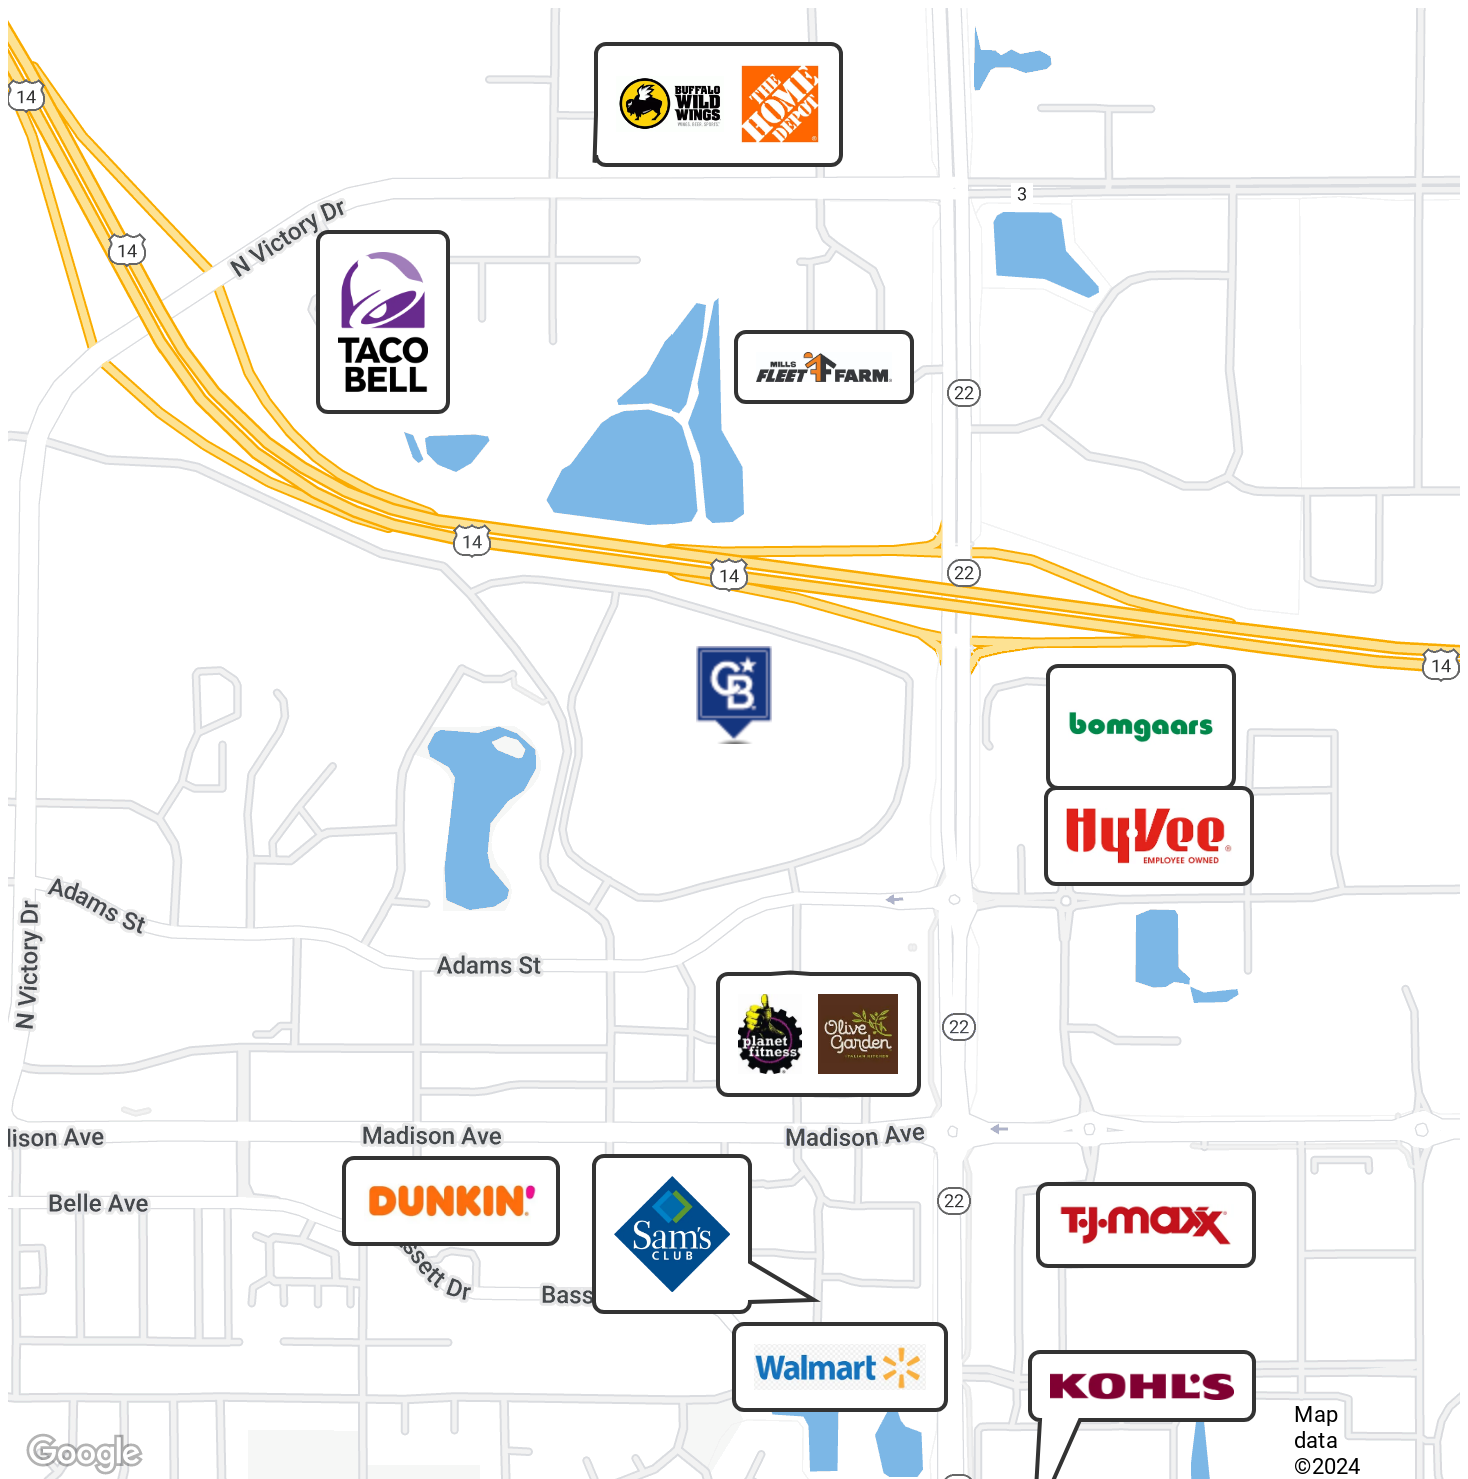 14
BUFFALO
WILD
WINGS
THE
HOME
DEPOT
3
N Victory Dr
14
TACO
BELL
MILLS
FLEET FARM
22
14
14
22
14
CB
bomgaars
HyVee
EMPLOYEE OWNED
Adams St
N Victory Dr
Adams St
planet
fitness
Olive
Garden
ITALIAN KITCHEN
22
lison Ave
Madison Ave
Madison Ave
DUNKIN'
Belle Ave
Sam's
CLUB
22
T·J·maxx
ssett Dr
Bass
Walmart
KOHL'S
Google
Map
data
©2024